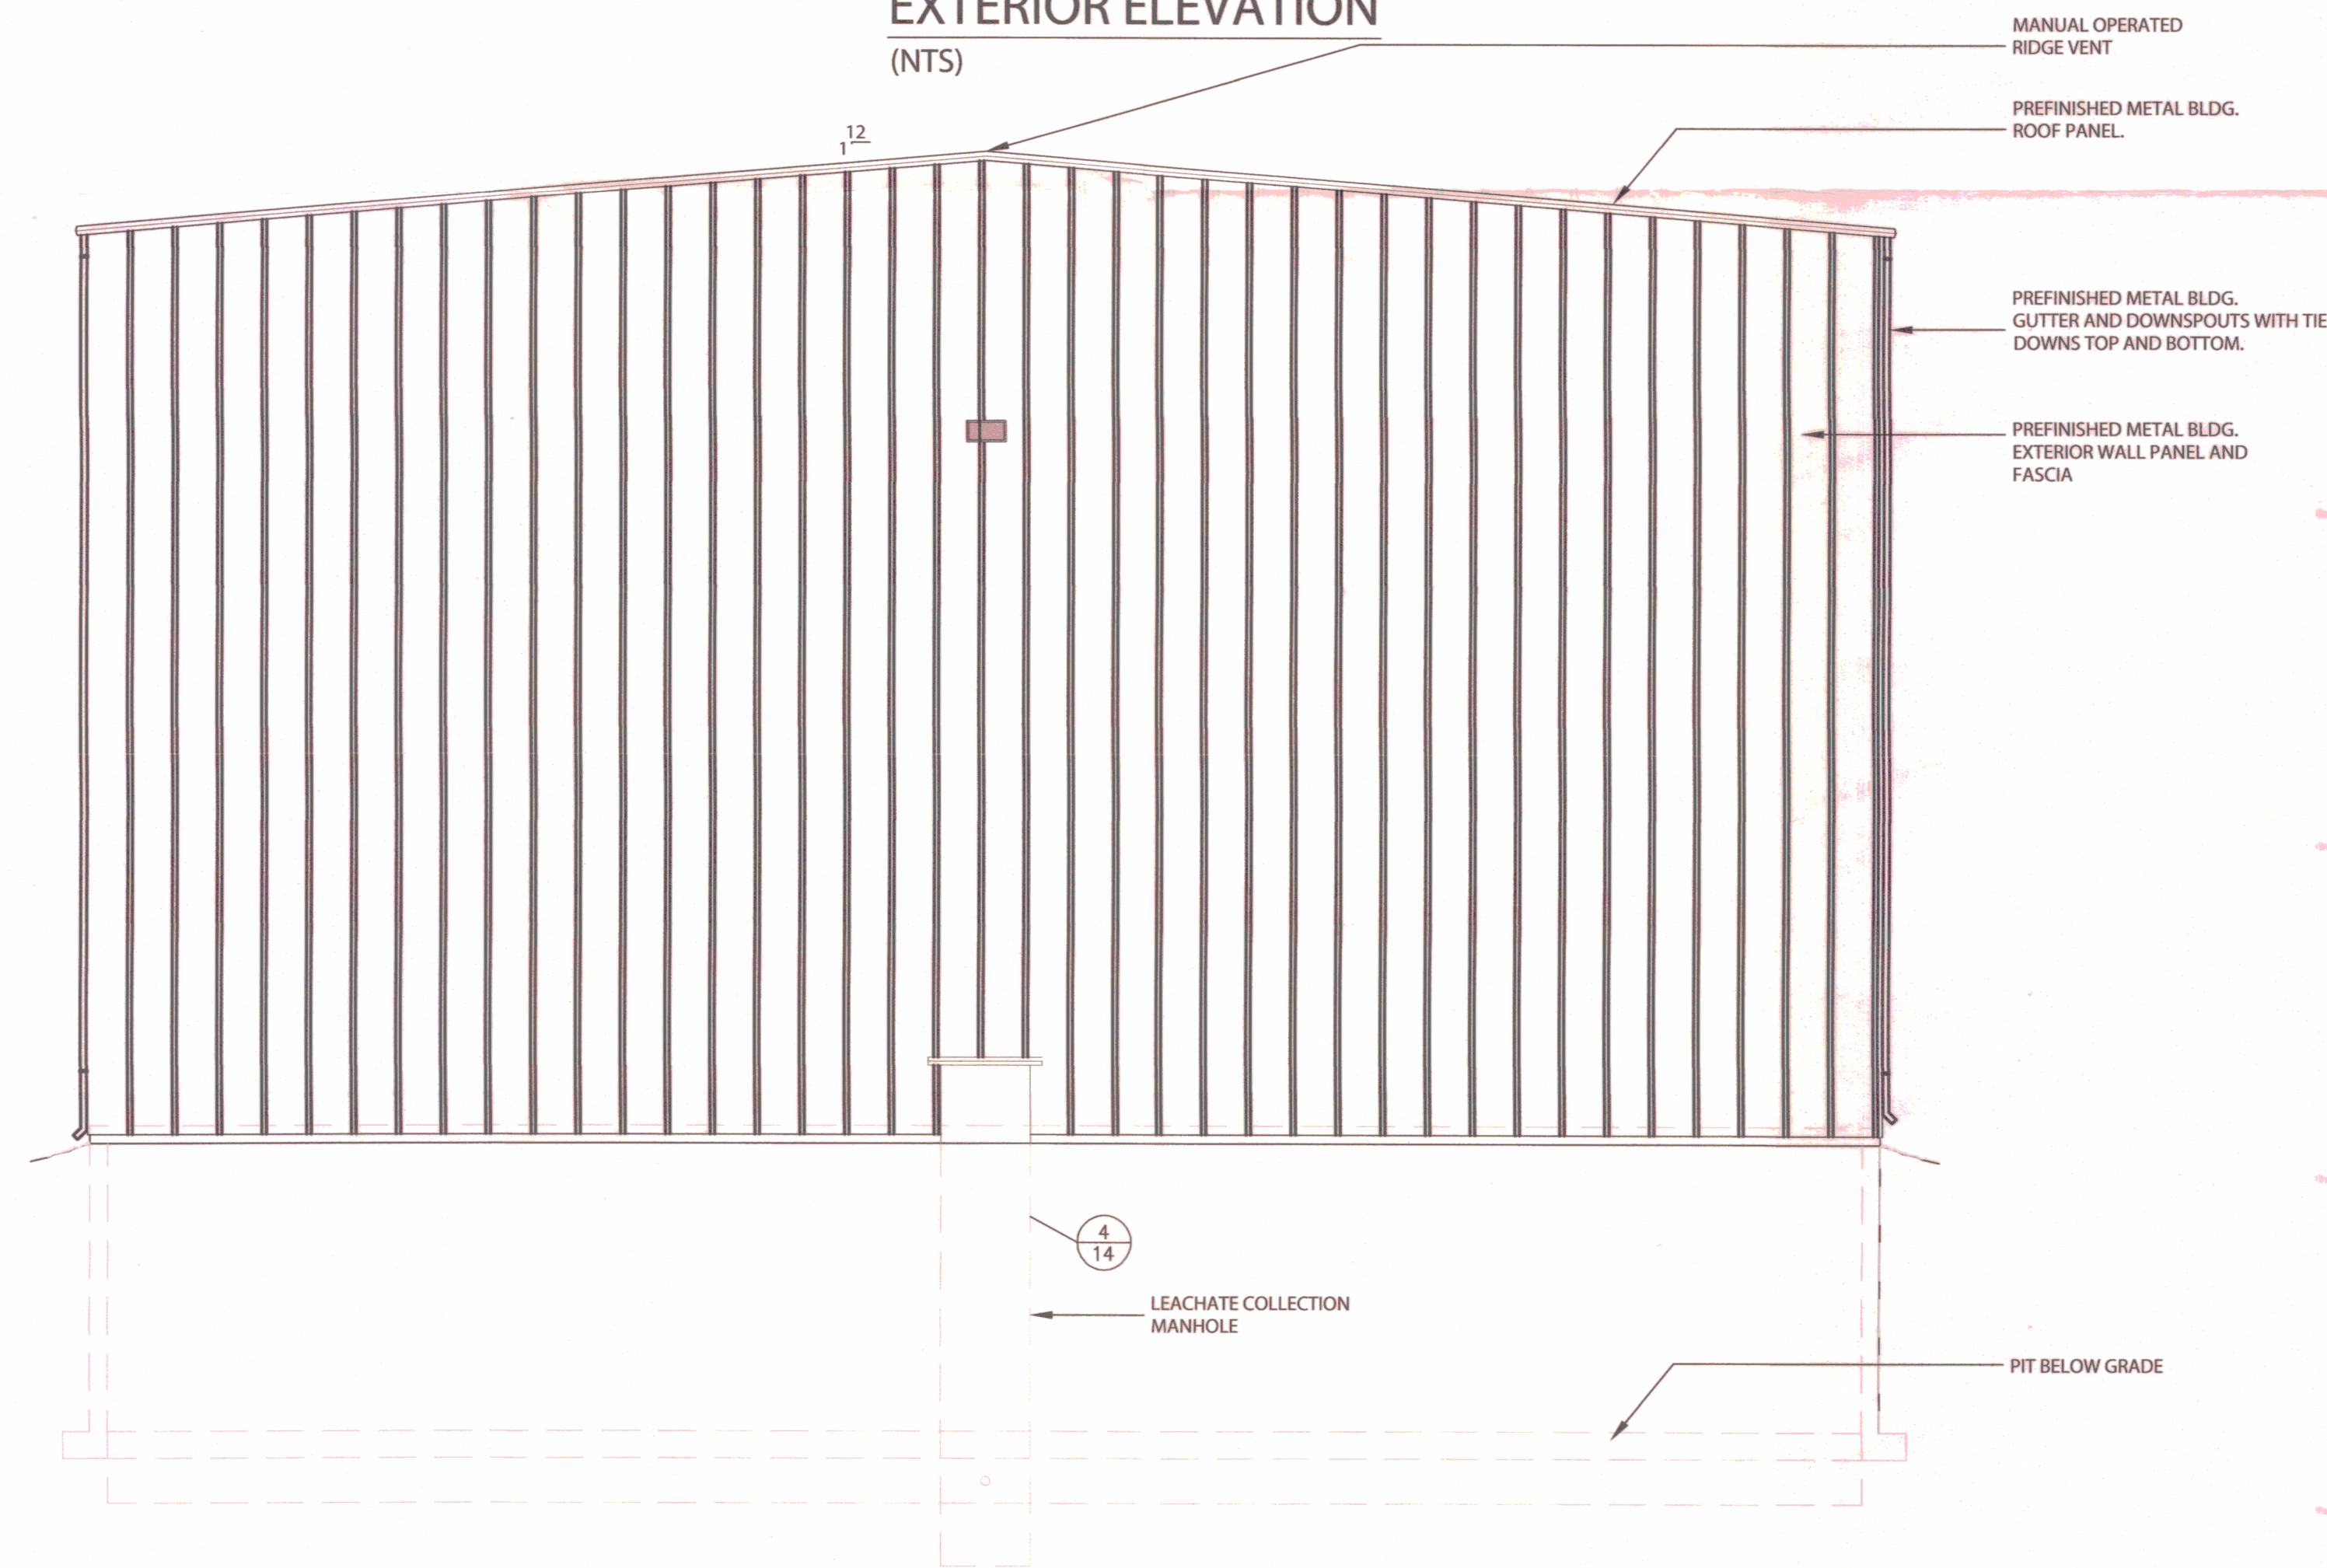 EXTERIOR ELEVATION
(NTS)
MANUAL OPERATED
RIDGE VENT
PREFINISHED METAL BLDG.
ROOF PANEL.
12
1
PREFINISHED METAL BLDG.
GUTTER AND DOWNSPOUTS WITH TIE
DOWNS TOP AND BOTTOM.
PREFINISHED METAL BLDG.
EXTERIOR WALL PANEL AND
FASCIA
4
14
LEACHATE COLLECTION
MANHOLE
PIT BELOW GRADE